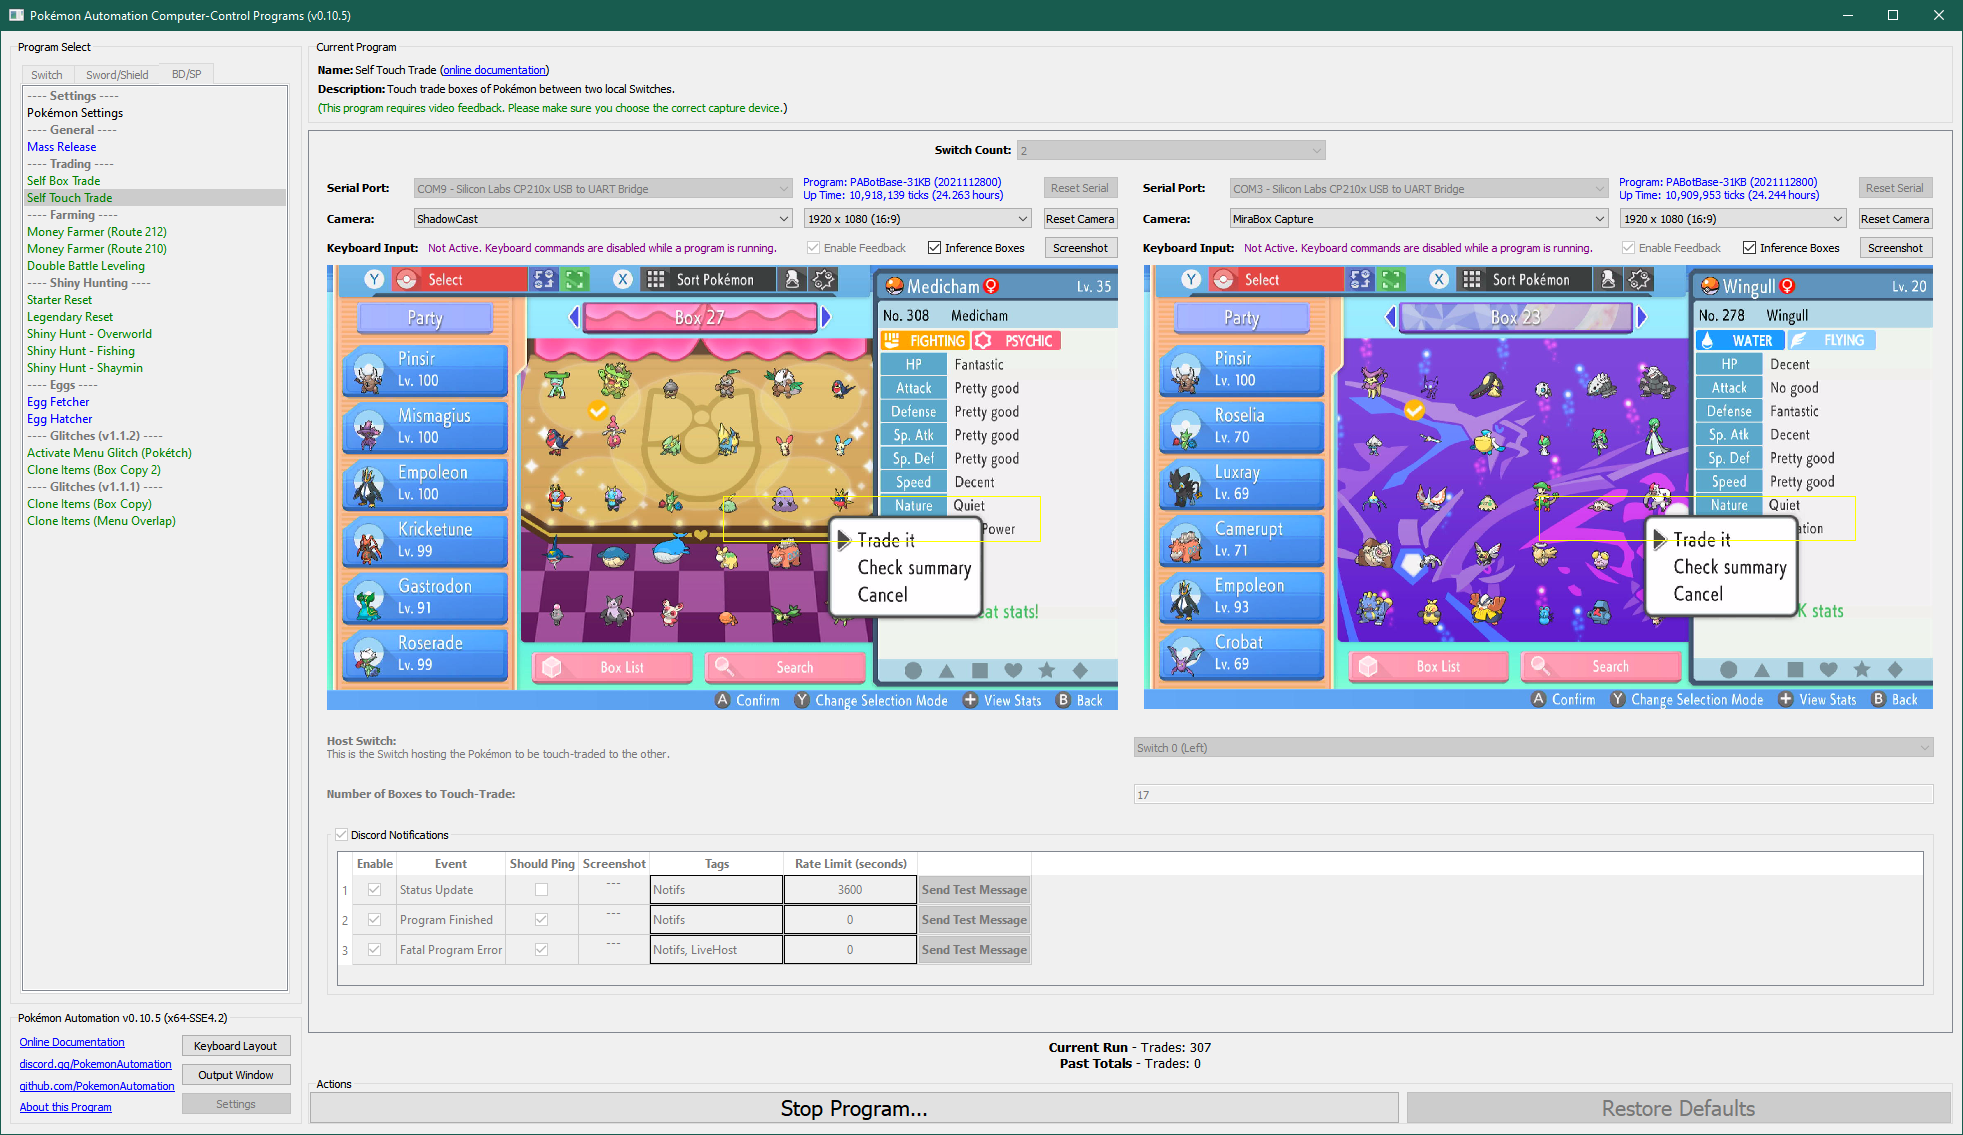 Pokémon Automation Computer-Control Programs (v0.10.5)
Program Select
Switch
Sword/Shield
BD/SP
---- Settings ----
Pokémon Settings
---- General ----
Mass Release
---- Trading ----
Self Box Trade
Self Touch Trade
---- Farming ----
Money Farmer (Route 212)
Money Farmer (Route 210)
Double Battle Leveling
---- Shiny Hunting ----
Starter Reset
Legendary Reset
Shiny Hunt - Overworld
Shiny Hunt - Fishing
Shiny Hunt - Shaymin
---- Eggs ----
Egg Fetcher
Egg Hatcher
---- Glitches (v1.1.2) ----
Activate Menu Glitch (Pokétch)
Clone Items (Box Copy 2)
---- Glitches (v1.1.1) ----
Clone Items (Box Copy)
Clone Items (Menu Overlap)
Pokémon Automation v0.10.5 (x64-SSE4.2)
Online Documentation
discord.gg/PokemonAutomation
github.com/PokemonAutomation
About this Program
Keyboard Layout
Output Window
Settings
Current Program
Name: Self Touch Trade (online documentation)
Description: Touch trade boxes of Pokémon between two local Switches.
(This program requires video feedback. Please make sure you choose the correct capture device.)
Switch Count: 2
Serial Port: COM9 - Silicon Labs CP210x USB to UART Bridge
Program: PABotBase-31KB (2021112800)
Up Time: 10,918,139 ticks (24.263 hours)
Reset Serial
Camera: ShadowCast
1920 x 1080 (16:9)
Reset Camera
Keyboard Input: Not Active. Keyboard commands are disabled while a program is running.
Enable Feedback
Inference Boxes
Screenshot
Y Select
X Sort Pokémon
Medicham ♀ Lv. 35
Party
Box 27
No. 308 Medicham
FIGHTING PSYCHIC
HP Fantastic
Attack Pretty good
Defense Pretty good
Sp. Atk Pretty good
Sp. Def Pretty good
Speed Decent
Nature Quiet
Power
Pinsir
Lv. 100
Mismagius
Lv. 100
Empoleon
Lv. 100
Kricketune
Lv. 99
Gastrodon
Lv. 91
Roserade
Lv. 99
Trade it
Check summary
Cancel
eat stats!
Box List
Search
A Confirm Y Change Selection Mode + View Stats B Back
Serial Port: COM3 - Silicon Labs CP210x USB to UART Bridge
Program: PABotBase-31KB (2021112800)
Up Time: 10,909,953 ticks (24.244 hours)
Reset Serial
Camera: MiraBox Capture
1920 x 1080 (16:9)
Reset Camera
Keyboard Input: Not Active. Keyboard commands are disabled while a program is running.
Enable Feedback
Inference Boxes
Screenshot
Y Select
X Sort Pokémon
Wingull ♀ Lv. 20
Party
Box 23
No. 278 Wingull
WATER FLYING
HP Decent
Attack No good
Defense Fantastic
Sp. Atk Decent
Sp. Def Pretty good
Speed Pretty good
Nature Quiet
ation
Pinsir
Lv. 100
Roselia
Lv. 70
Luxray
Lv. 69
Camerupt
Lv. 71
Empoleon
Lv. 93
Crobat
Lv. 69
Trade it
Check summary
Cancel
K stats
Box List
Search
A Confirm Y Change Selection Mode + View Stats B Back
Host Switch:
This is the Switch hosting the Pokémon to be touch-traded to the other.
Switch 0 (Left)
Number of Boxes to Touch-Trade:
17
Discord Notifications
Enable Event Should Ping Screenshot Tags Rate Limit (seconds)
1 Status Update --- Notifs 3600 Send Test Message
2 Program Finished --- Notifs 0 Send Test Message
3 Fatal Program Error --- Notifs, LiveHost 0 Send Test Message
Current Run - Trades: 307
Past Totals - Trades: 0
Actions
Stop Program...
Restore Defaults